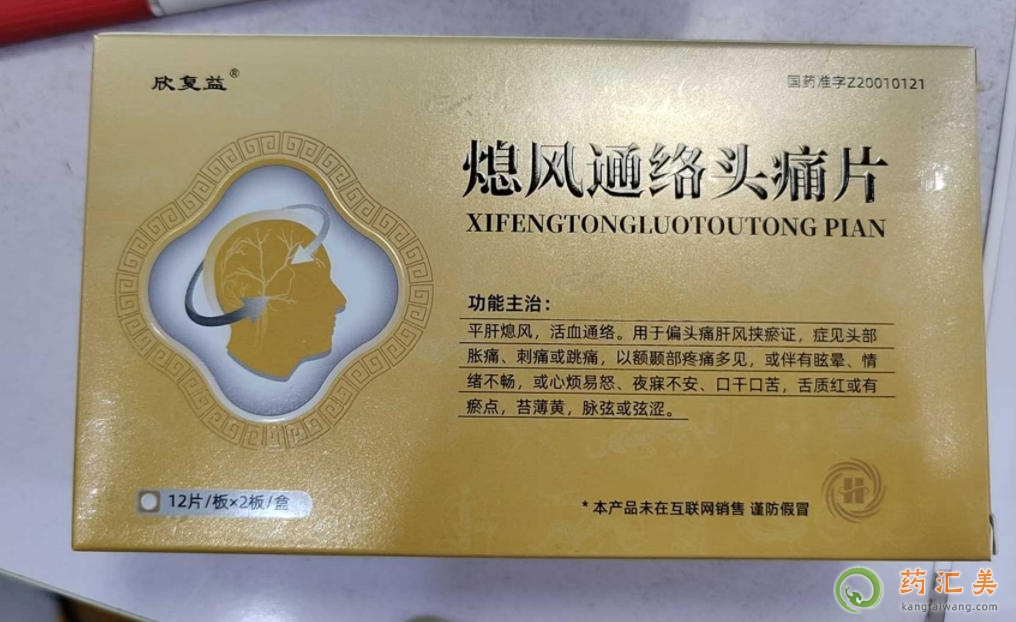 欣复益®
国药准字Z20010121
熄风通络头痛片
XIFENGTONGLUOTOUTONG PIAN
功能主治：
平肝熄风，活血通络。用于偏头痛肝风挟瘀证，症见头部
胀痛、刺痛或跳痛，以额颞部疼痛多见，或伴有眩晕、情
绪不畅，或心烦易怒、夜寐不安、口干口苦，舌质红或有
瘀点，苔薄黄，脉弦或弦涩。
12片/板×2板/盒
*本产品未在互联网销售 谨防假冒
药汇美
kangraiwang.com